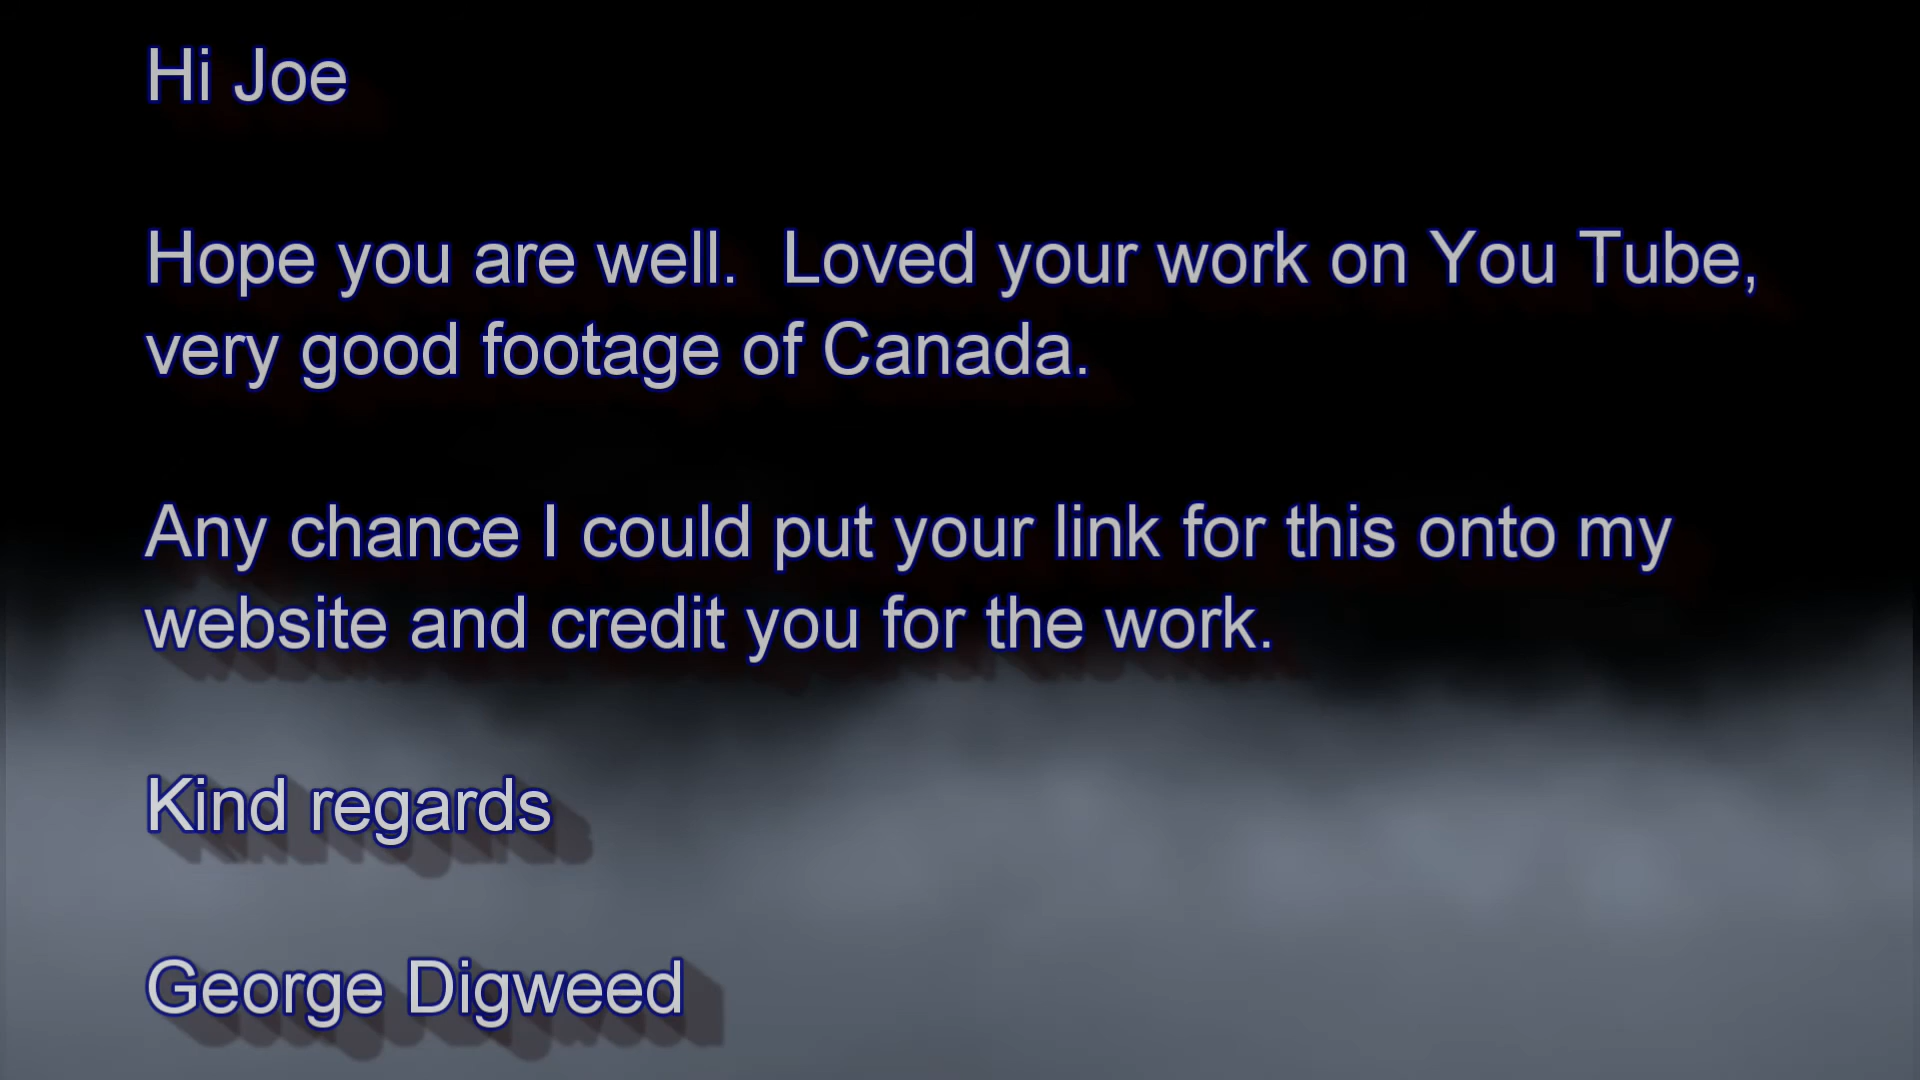 Hi Joe
Hope you are well.  Loved your work on You Tube,
very good footage of Canada.
Any chance I could put your link for this onto my
website and credit you for the work.
Kind regards
George Digweed